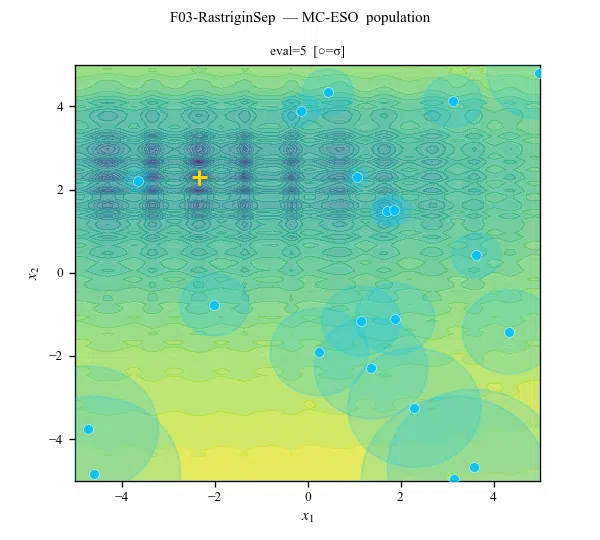 F03-RastriginSep — MC-ESO population
eval=5 [○=σ]
4
2
0
−2
−4
x₂
−4
−2
0
2
4
x₁